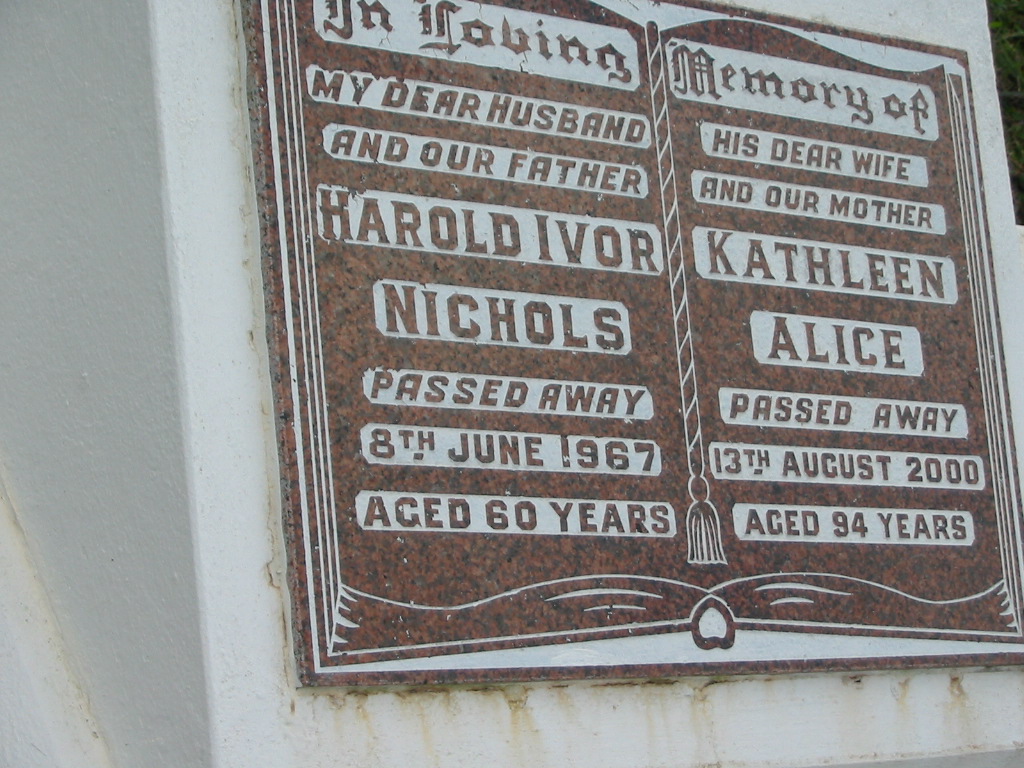 In Loving Memory of
MY DEAR HUSBAND
AND OUR FATHER
HAROLD IVOR
NICHOLS
PASSED AWAY
8TH JUNE 1967
AGED 60 YEARS
HIS DEAR WIFE
AND OUR MOTHER
KATHLEEN
ALICE
PASSED AWAY
13TH AUGUST 2000
AGED 94 YEARS